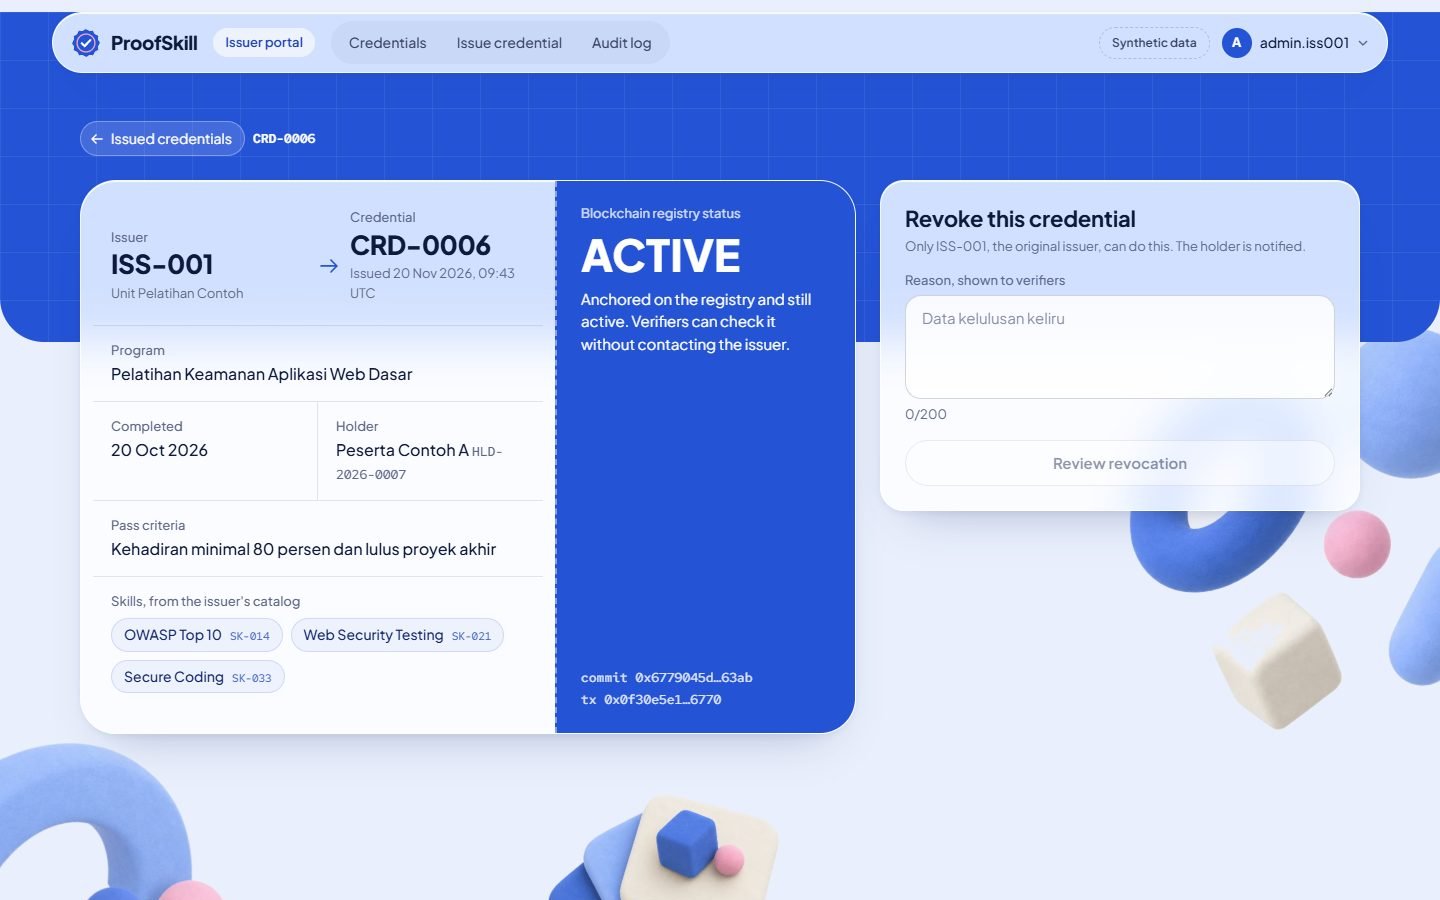 ProofSkill
Issuer portal
Credentials
Issue credential
Audit log
Synthetic data
A
admin.iss001
← Issued credentials
CRD-0006
Issuer
ISS-001
Unit Pelatihan Contoh
→
Credential
CRD-0006
Issued 20 Nov 2026, 09:43
UTC
Program
Pelatihan Keamanan Aplikasi Web Dasar
Completed
20 Oct 2026
Holder
Peserta Contoh A HLD-
2026-0007
Pass criteria
Kehadiran minimal 80 persen dan lulus proyek akhir
Skills, from the issuer's catalog
OWASP Top 10 SK-014
Web Security Testing SK-021
Secure Coding SK-033
Blockchain registry status
ACTIVE
Anchored on the registry and still
active. Verifiers can check it
without contacting the issuer.
commit 0x6779045d…63ab
tx 0x0f30e5e1…6770
Revoke this credential
Only ISS-001, the original issuer, can do this. The holder is notified.
Reason, shown to verifiers
Data kelulusan keliru
0/200
Review revocation